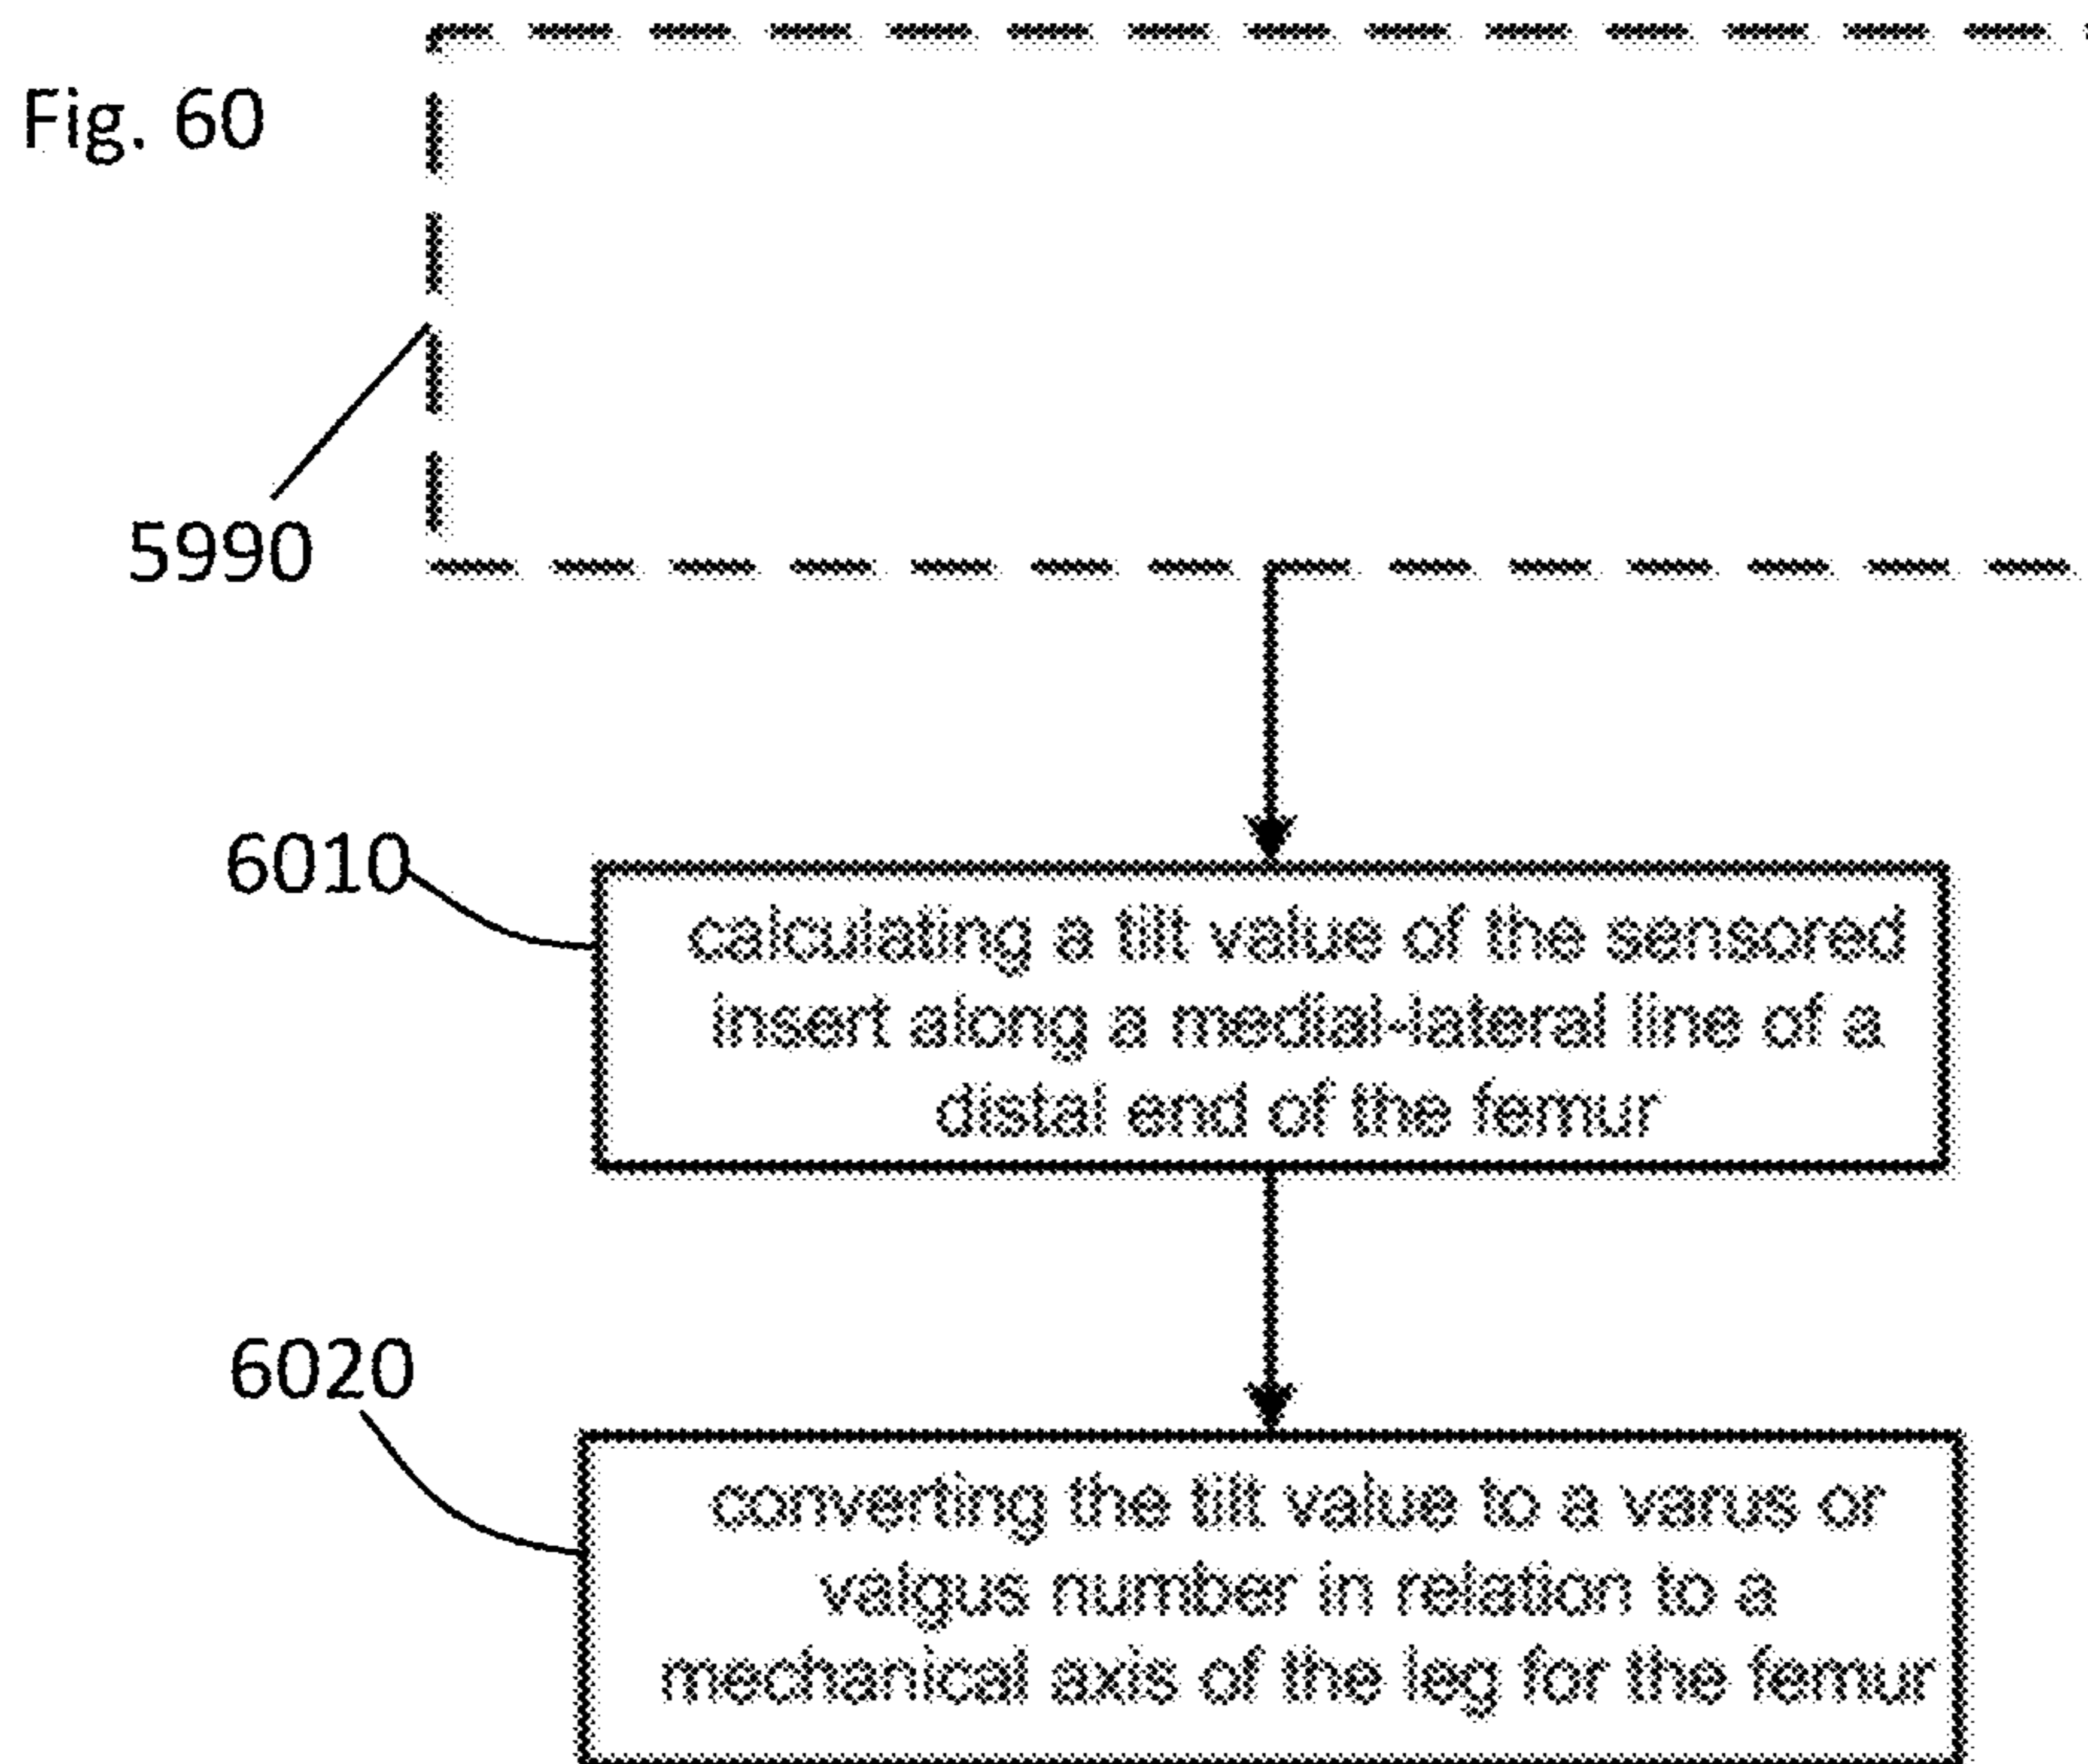 Fig. 60
5990
6010
calculating a tilt value of the sensored
insert along a medial-lateral line of a
distal end of the femur
6020
converting the tilt value to a varus or
valgus number in relation to a
mechanical axis of the leg for the femur